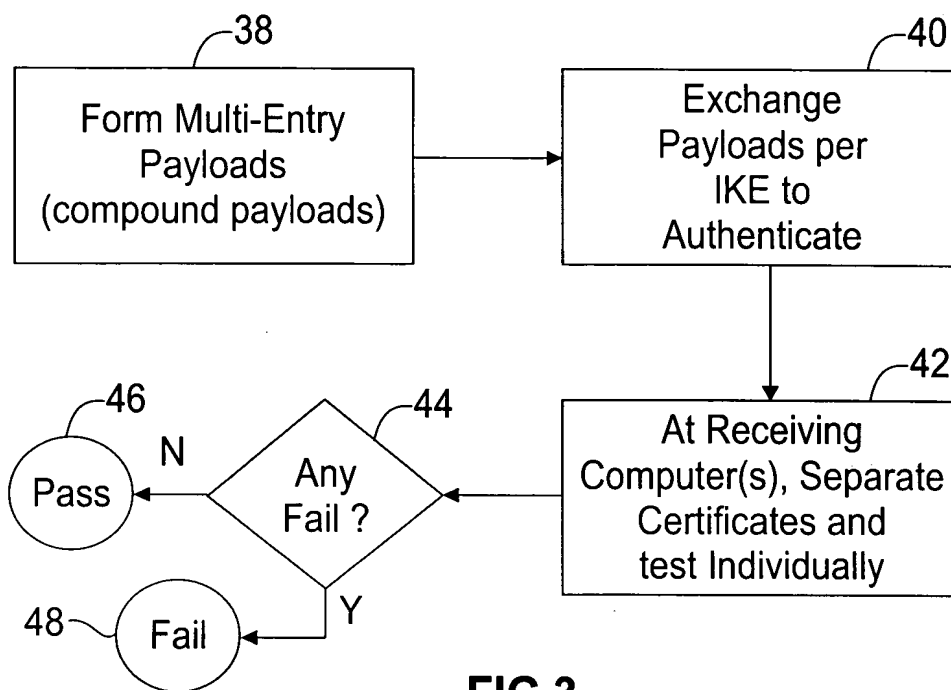 38
Form Multi-Entry
Payloads
(compound payloads)
40
Exchange
Payloads per
IKE to
Authenticate
42
At Receiving
Computer(s), Separate
Certificates and
test Individually
44
Any
Fail ?
N
46
Pass
Y
48
Fail